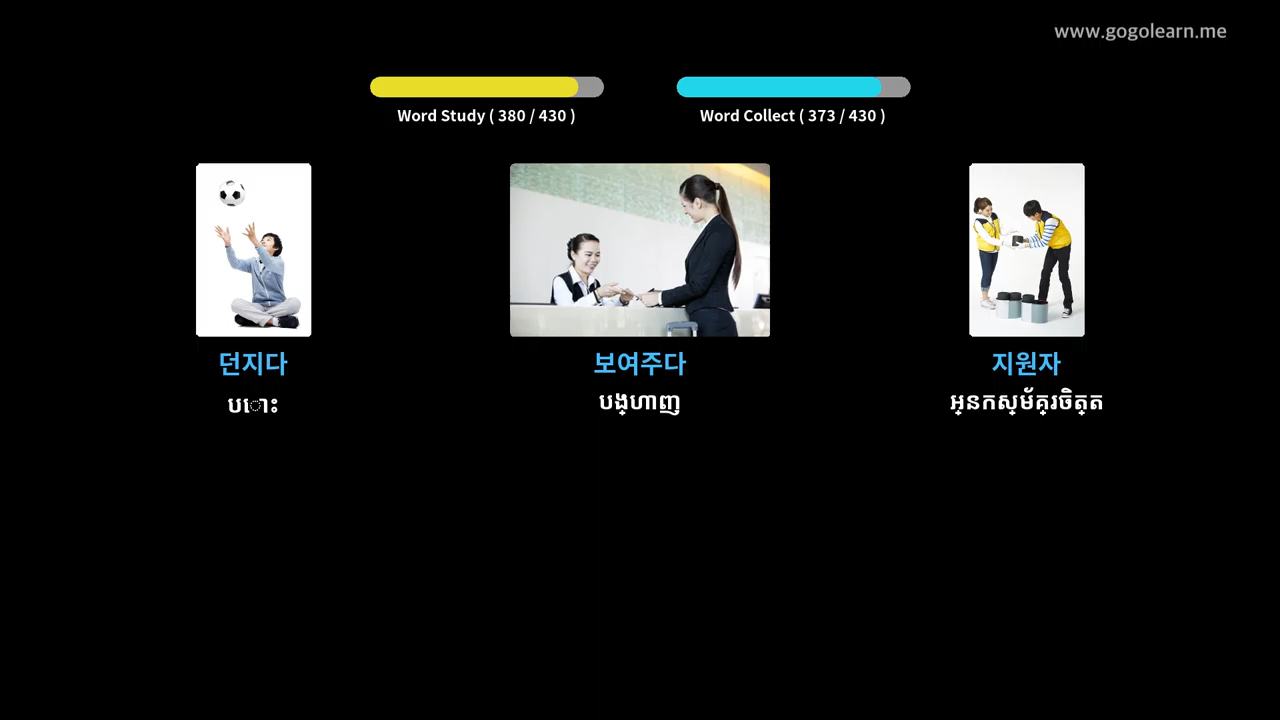 www.gogolearn.me
Word Study ( 380 / 430 )
Word Collect ( 373 / 430 )
던지다
보여주다
지원자
បោះ
បង្ហាញ
អ្នកស្ម័គ្រចិត្ត